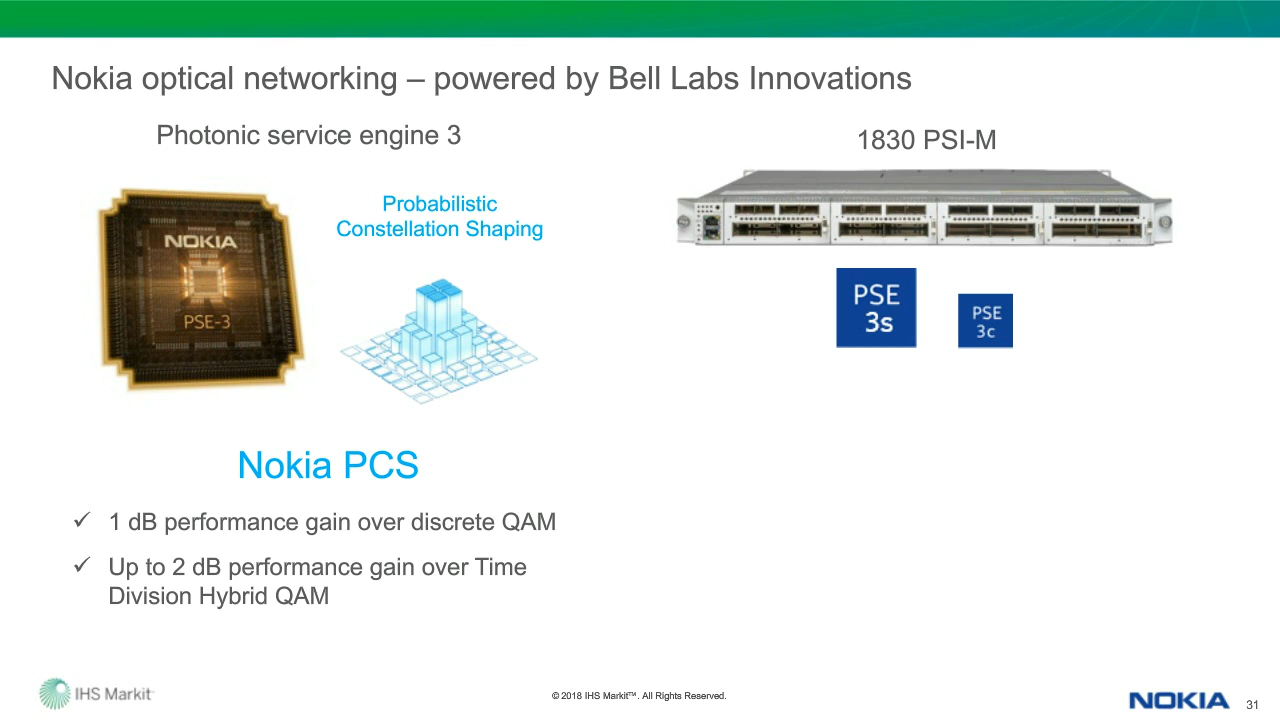 Nokia optical networking – powered by Bell Labs Innovations
Photonic service engine 3
1830 PSI-M
Probabilistic
Constellation Shaping
NOKIA
PSE-3
PSE
3s
PSE
3c
Nokia PCS
✓ 1 dB performance gain over discrete QAM
✓ Up to 2 dB performance gain over Time
Division Hybrid QAM
IHS Markit™
© 2018 IHS Markit™. All Rights Reserved.
NOKIA
31